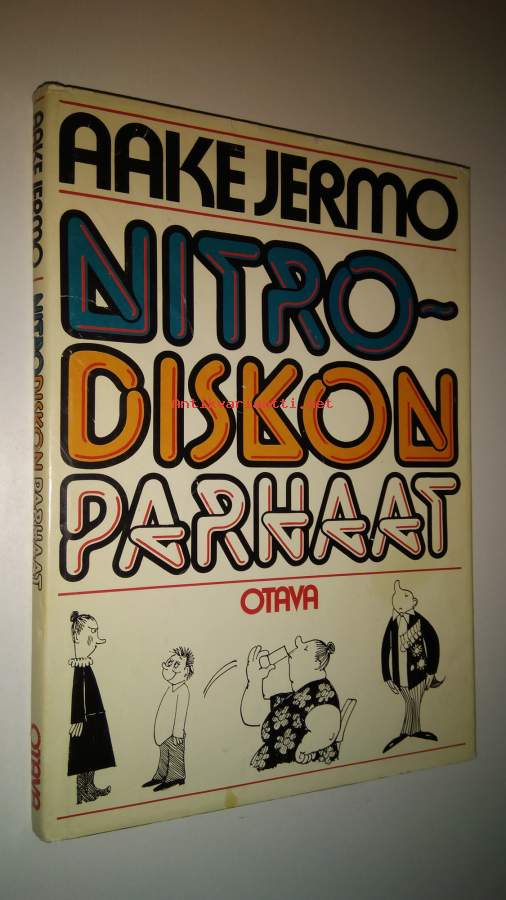 AAKE JERMO
NITRO-
DISKON
PARHAAT
OTAVA
AAKE JERMO / NITRODISKON PARHAAT
OTAVA
Antikvariaatti.net